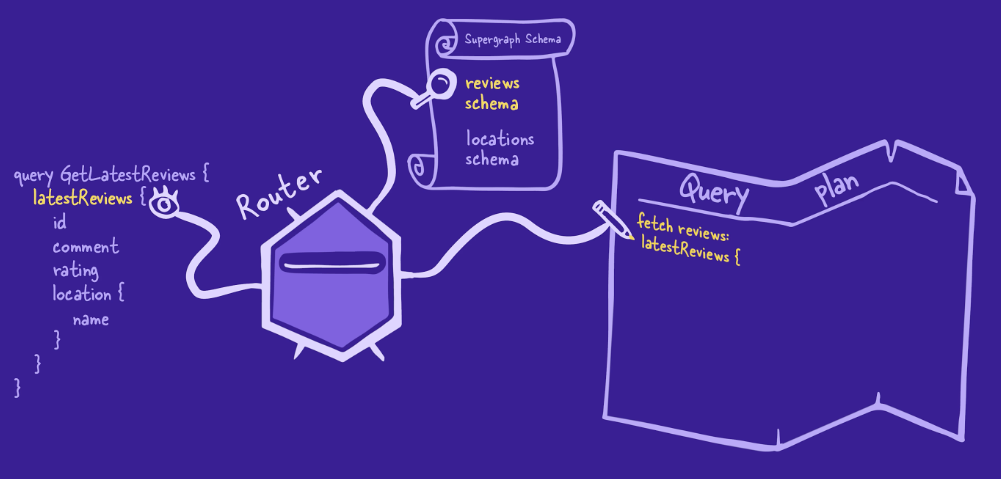 Supergraph Schema
reviews
schema
locations
schema
query GetLatestReviews {
latestReviews {
id
comment
rating
location {
name
}
}
}
Router
Query plan
fetch reviews:
latestReviews {